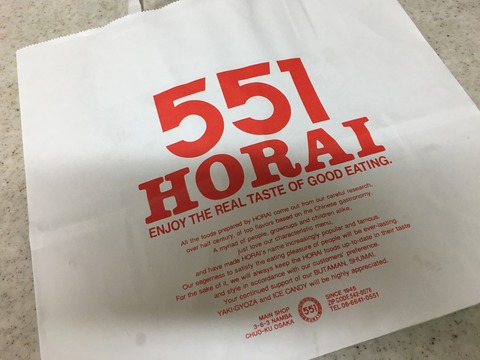 551
HORAI
ENJOY THE REAL TASTE OF GOOD EATING.
All the foods prepared by HORAI come out from our careful research,
over half century, of top flavors based on the Chinese gastronomy.
A myriad of people, grownups and children alike,
just love our characteristic menu,
and have made HORAI's name increasingly popular and famous.
Our eagerness to satisfy the eating pleasure of people will be ever-lasting.
For the sake of it, we will always keep the HORAI foods up-to-date in their taste
and style in accordance with our customers' preference.
Your continued support of our BUTAMAN, SHUMAI,
YAKI-GYOZA and ICE CANDY will be highly appreciated.
MAIN SHOP
3-6-3 NAMBA
CHUO-KU OSAKA
551
HORAI
SINCE 1945
ZIP CODE 542-0076
TEL 06-6641-0551